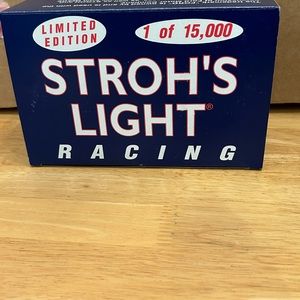 LIMITED
EDITION
1 of 15,000
STROH'S
LIGHT®
RACING